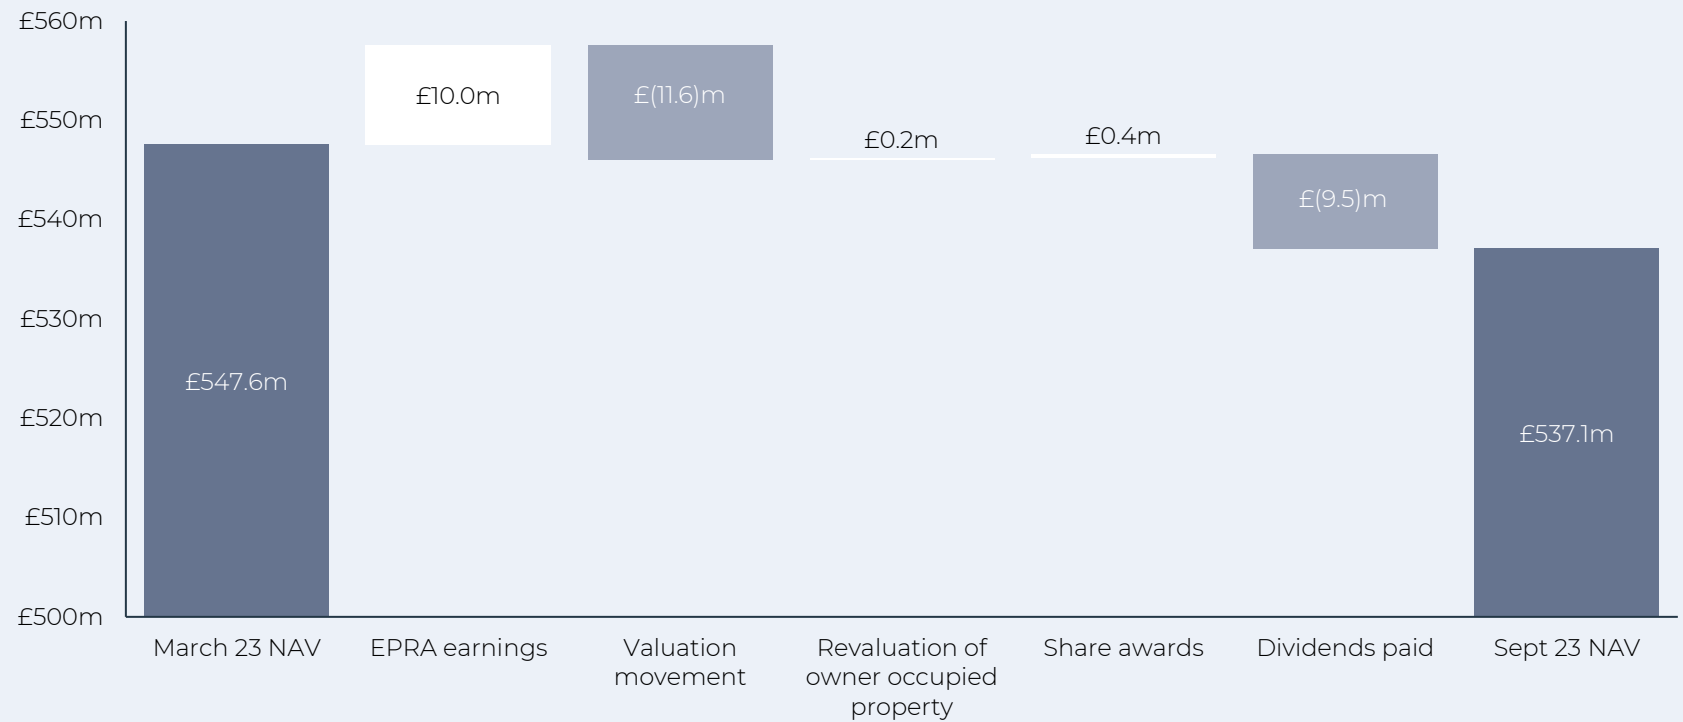 £560m
£550m
£540m
£530m
£520m
£510m
£500m
£547.6m
£10.0m
£(11.6)m
£0.2m
£0.4m
£(9.5)m
£537.1m
March 23 NAV
EPRA earnings
Valuation
movement
Revaluation of
owner occupied
property
Share awards
Dividends paid
Sept 23 NAV